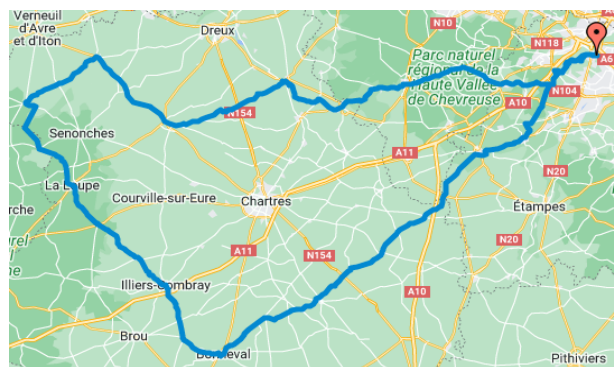 Verneuil
d'Avre
et d'Iton
Dreux
N10
N118
A6
Parc naturel
régional de la
Haute Vallée
de Chevreuse
N104
A10
N154
Senonches
A11
N20
La Loupe
Courville-sur-Eure
Chartres
Étampes
N20
A11
N154
Illiers-Combray
A10
Brou
Bonneval
Pithiviers